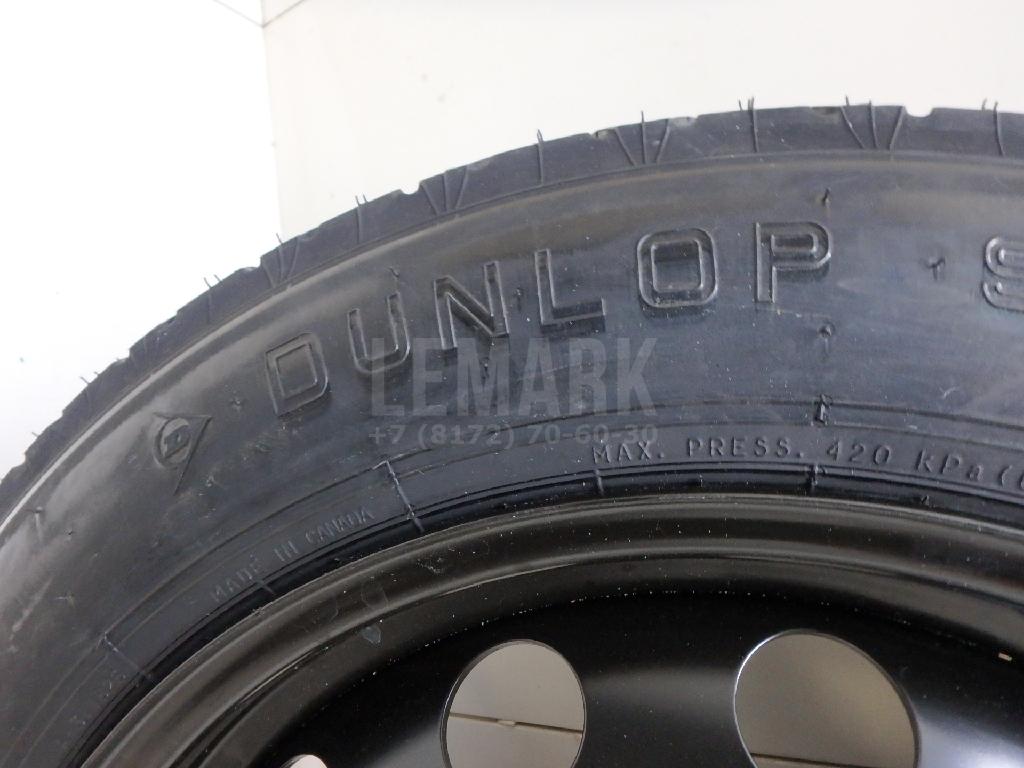 DUNLOP S
LEMARK
+7 (8172) 70-60-30
MAX. PRESS. 420 kPa (
MADE IN CANADA